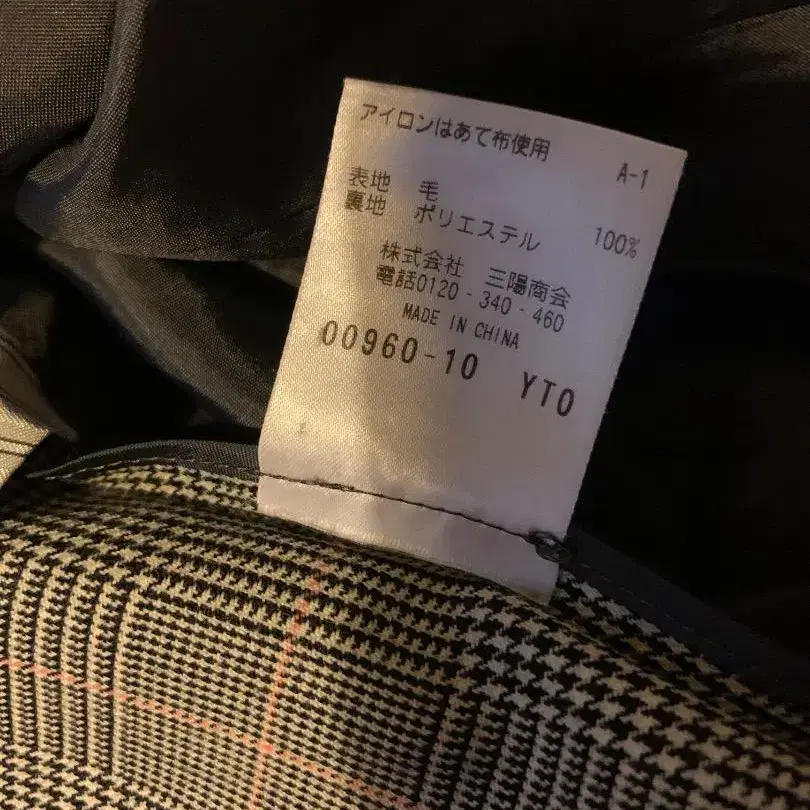 アイロンはあて布使用
A-1
表地 毛
裏地 ポリエステル 100%
株式会社 三陽商会
電話0120-340-460
MADE IN CHINA
00960-10 YTO